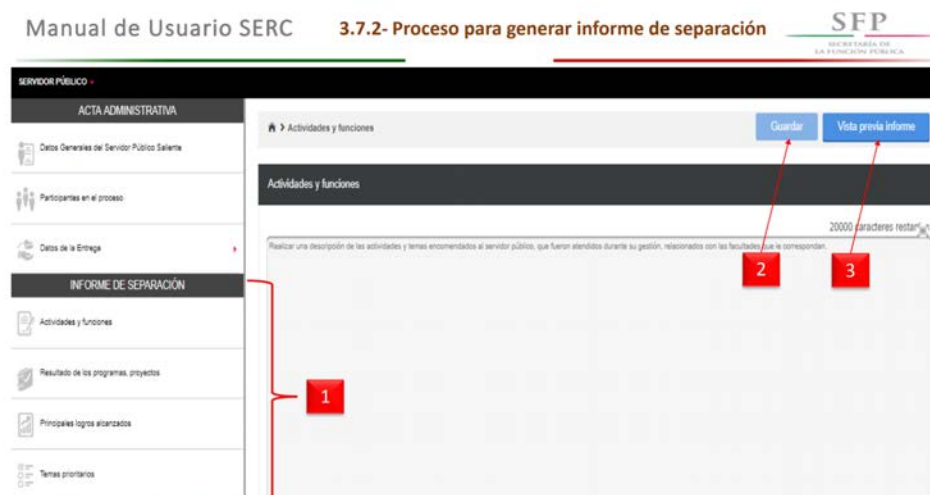 Manual de Usuario SERC
3.7.2- Proceso para generar informe de separación
SFP
SECRETARÍA DE
LA FUNCIÓN PÚBLICA
SERVIDOR PÚBLICO
ACTA ADMINISTRATIVA
Datos Generales del Servidor Público Saliente
Participantes en el proceso
Datos de la Entrega
INFORME DE SEPARACIÓN
Actividades y funciones
Resultado de los programas, proyectos
Principales logros alcanzados
Temas prioritarios
1
Actividades y funciones
Guardar
Vista previa informe
Actividades y funciones
20000 caracteres restantes
Realizar una descripción de las actividades y temas encomendados al servidor público, que fueron atendidos durante su gestión, relacionados con las facultades que le correspondan.
2
3